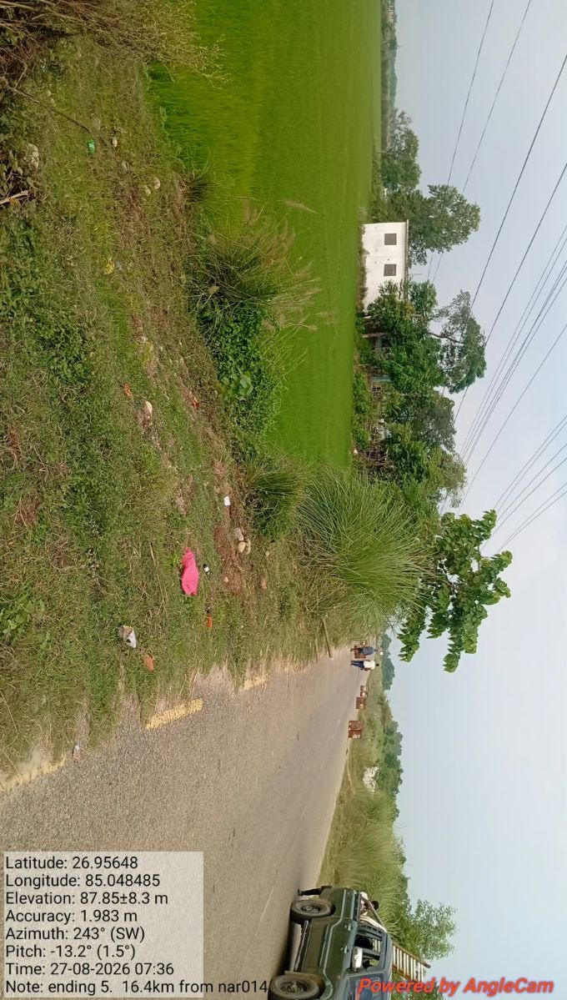 Latitude: 26.95648
Longitude: 85.048485
Elevation: 87.85±8.3 m
Accuracy: 1.983 m
Azimuth: 243° (SW)
Pitch: -13.2° (1.5°)
Time: 27-08-2026 07:36
Note: ending 5. 16.4km from nar014
Powered by AngleCam